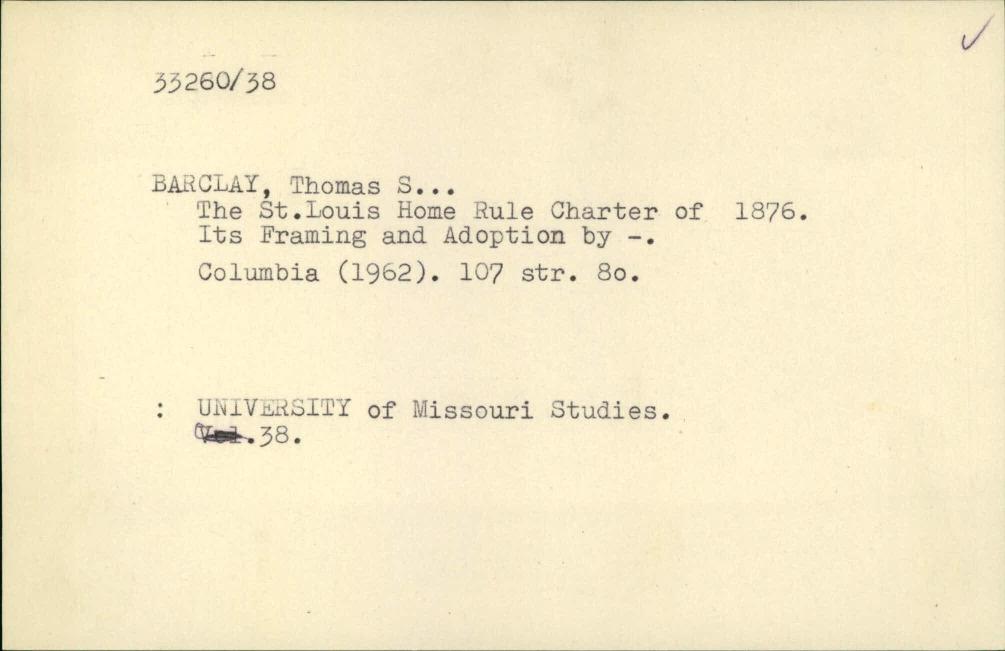 33260/38
BARCLAY, Thomas S...
The St.Louis Home Rule Charter of 1876.
Its Framing and Adoption by -.
Columbia (1962). 107 str. 8o.
: UNIVERSITY of Missouri Studies.
Vol.38.